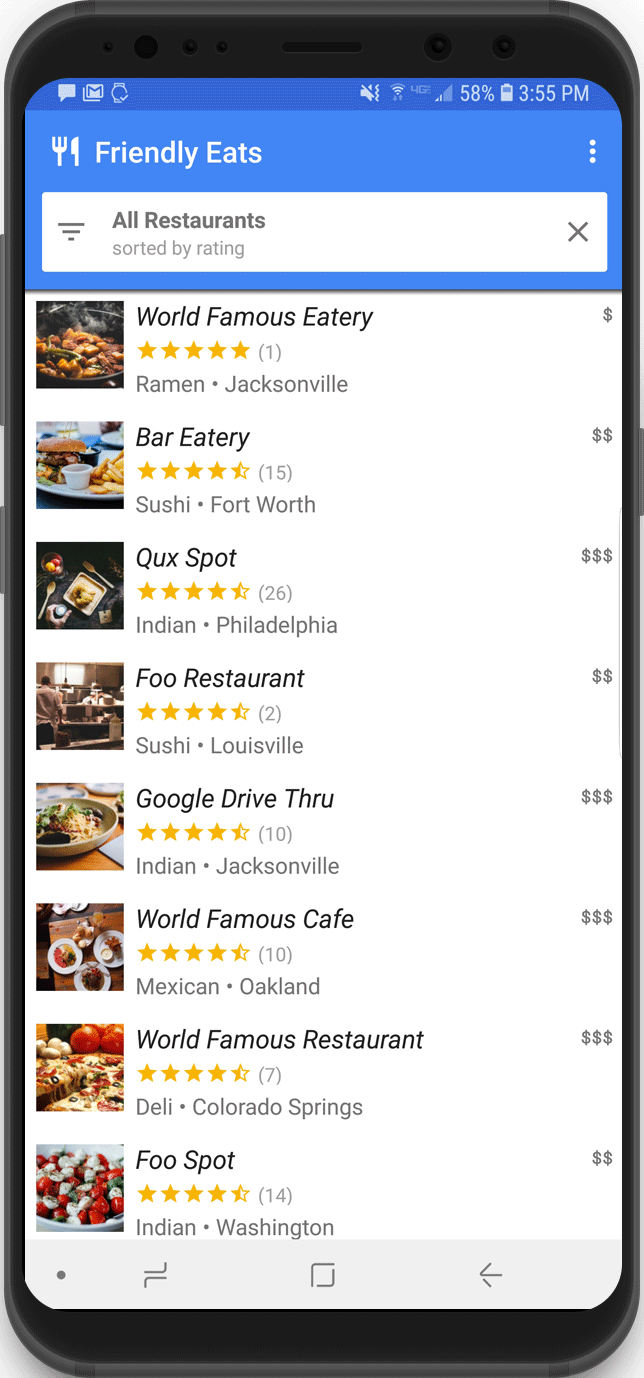 4GE 58% 3:55 PM
Friendly Eats
All Restaurants
sorted by rating
World Famous Eatery $
(1)
Ramen • Jacksonville
Bar Eatery $$
(15)
Sushi • Fort Worth
Qux Spot $$$
(26)
Indian • Philadelphia
Foo Restaurant $$
(2)
Sushi • Louisville
Google Drive Thru $$$
(10)
Indian • Jacksonville
World Famous Cafe $$$
(10)
Mexican • Oakland
World Famous Restaurant $$$
(7)
Deli • Colorado Springs
Foo Spot $$
(14)
Indian • Washington